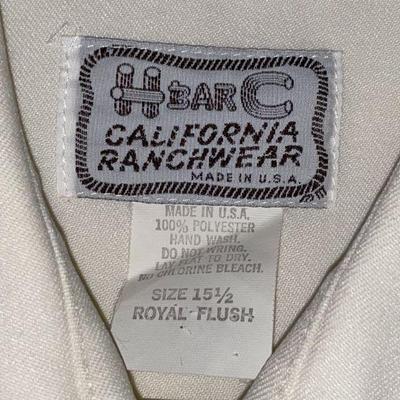 H BAR C
CALIFORNIA
RANCHWEAR
MADE IN U.S.A.
MADE IN U.S.A.
100% POLYESTER
HAND WASH.
DO NOT WRING.
LAY FLAT TO DRY.
NO CHLORINE BLEACH.
SIZE 15½
ROYAL FLUSH